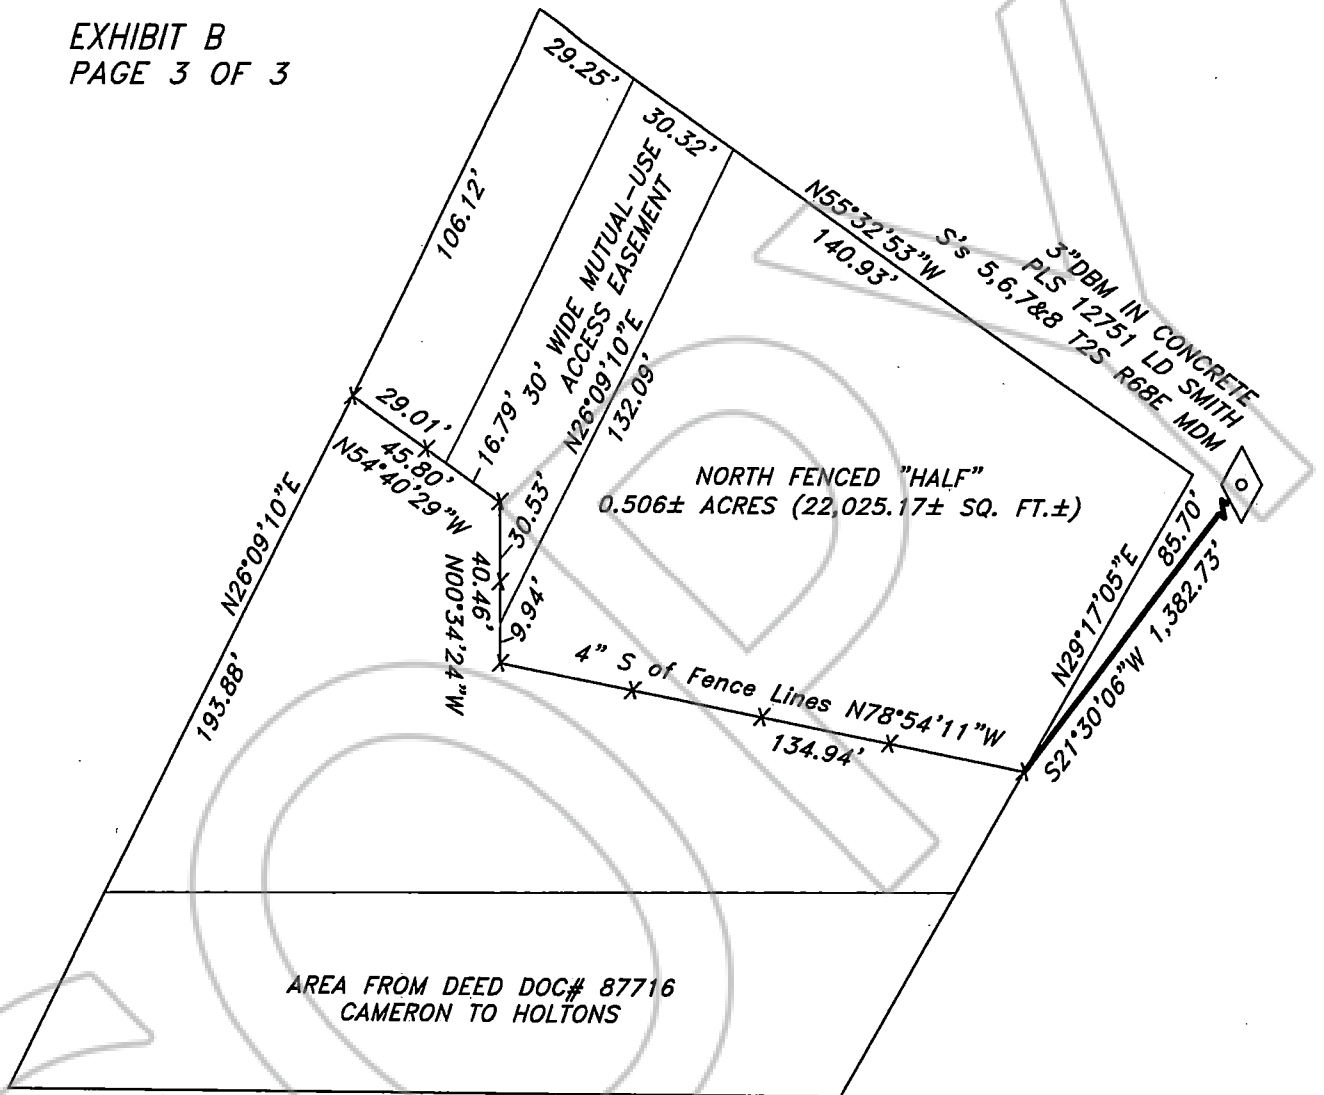 EXHIBIT B
PAGE 3 OF 3
29.25'
30.32'
106.12'
30' WIDE MUTUAL-USE
ACCESS EASEMENT
N26°09'10"E
132.09'
N55°32'53"W
140.93'
3"DBM IN CONCRETE
PLS 12751 LD SMITH
S's 5,6,7&8 T2S R68E MDM
29.01'
16.79'
45.80'
N54°40'29"W
NORTH FENCED "HALF"
0.506± ACRES (22,025.17± SQ. FT.±)
30.53'
40.46'
N00°34'24"W
9.94'
N26°09'10"E
193.88'
85.70'
N29°17'05"E
S21°30'06"W 1,382.73'
4" S of Fence Lines N78°54'11"W
134.94'
AREA FROM DEED DOC# 87716
CAMERON TO HOLTONS
COPY